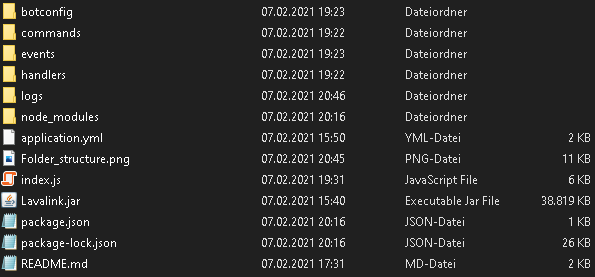 botconfig 07.02.2021 19:23 Dateiordner
commands 07.02.2021 19:22 Dateiordner
events 07.02.2021 19:23 Dateiordner
handlers 07.02.2021 19:22 Dateiordner
logs 07.02.2021 20:46 Dateiordner
node_modules 07.02.2021 20:16 Dateiordner
application.yml 07.02.2021 15:50 YML-Datei 2 KB
Folder_structure.png 07.02.2021 20:45 PNG-Datei 11 KB
index.js 07.02.2021 19:31 JavaScript File 6 KB
Lavalink.jar 07.02.2021 15:40 Executable Jar File 38.819 KB
package.json 07.02.2021 20:16 JSON-Datei 1 KB
package-lock.json 07.02.2021 20:16 JSON-Datei 26 KB
README.md 07.02.2021 17:31 MD-Datei 2 KB